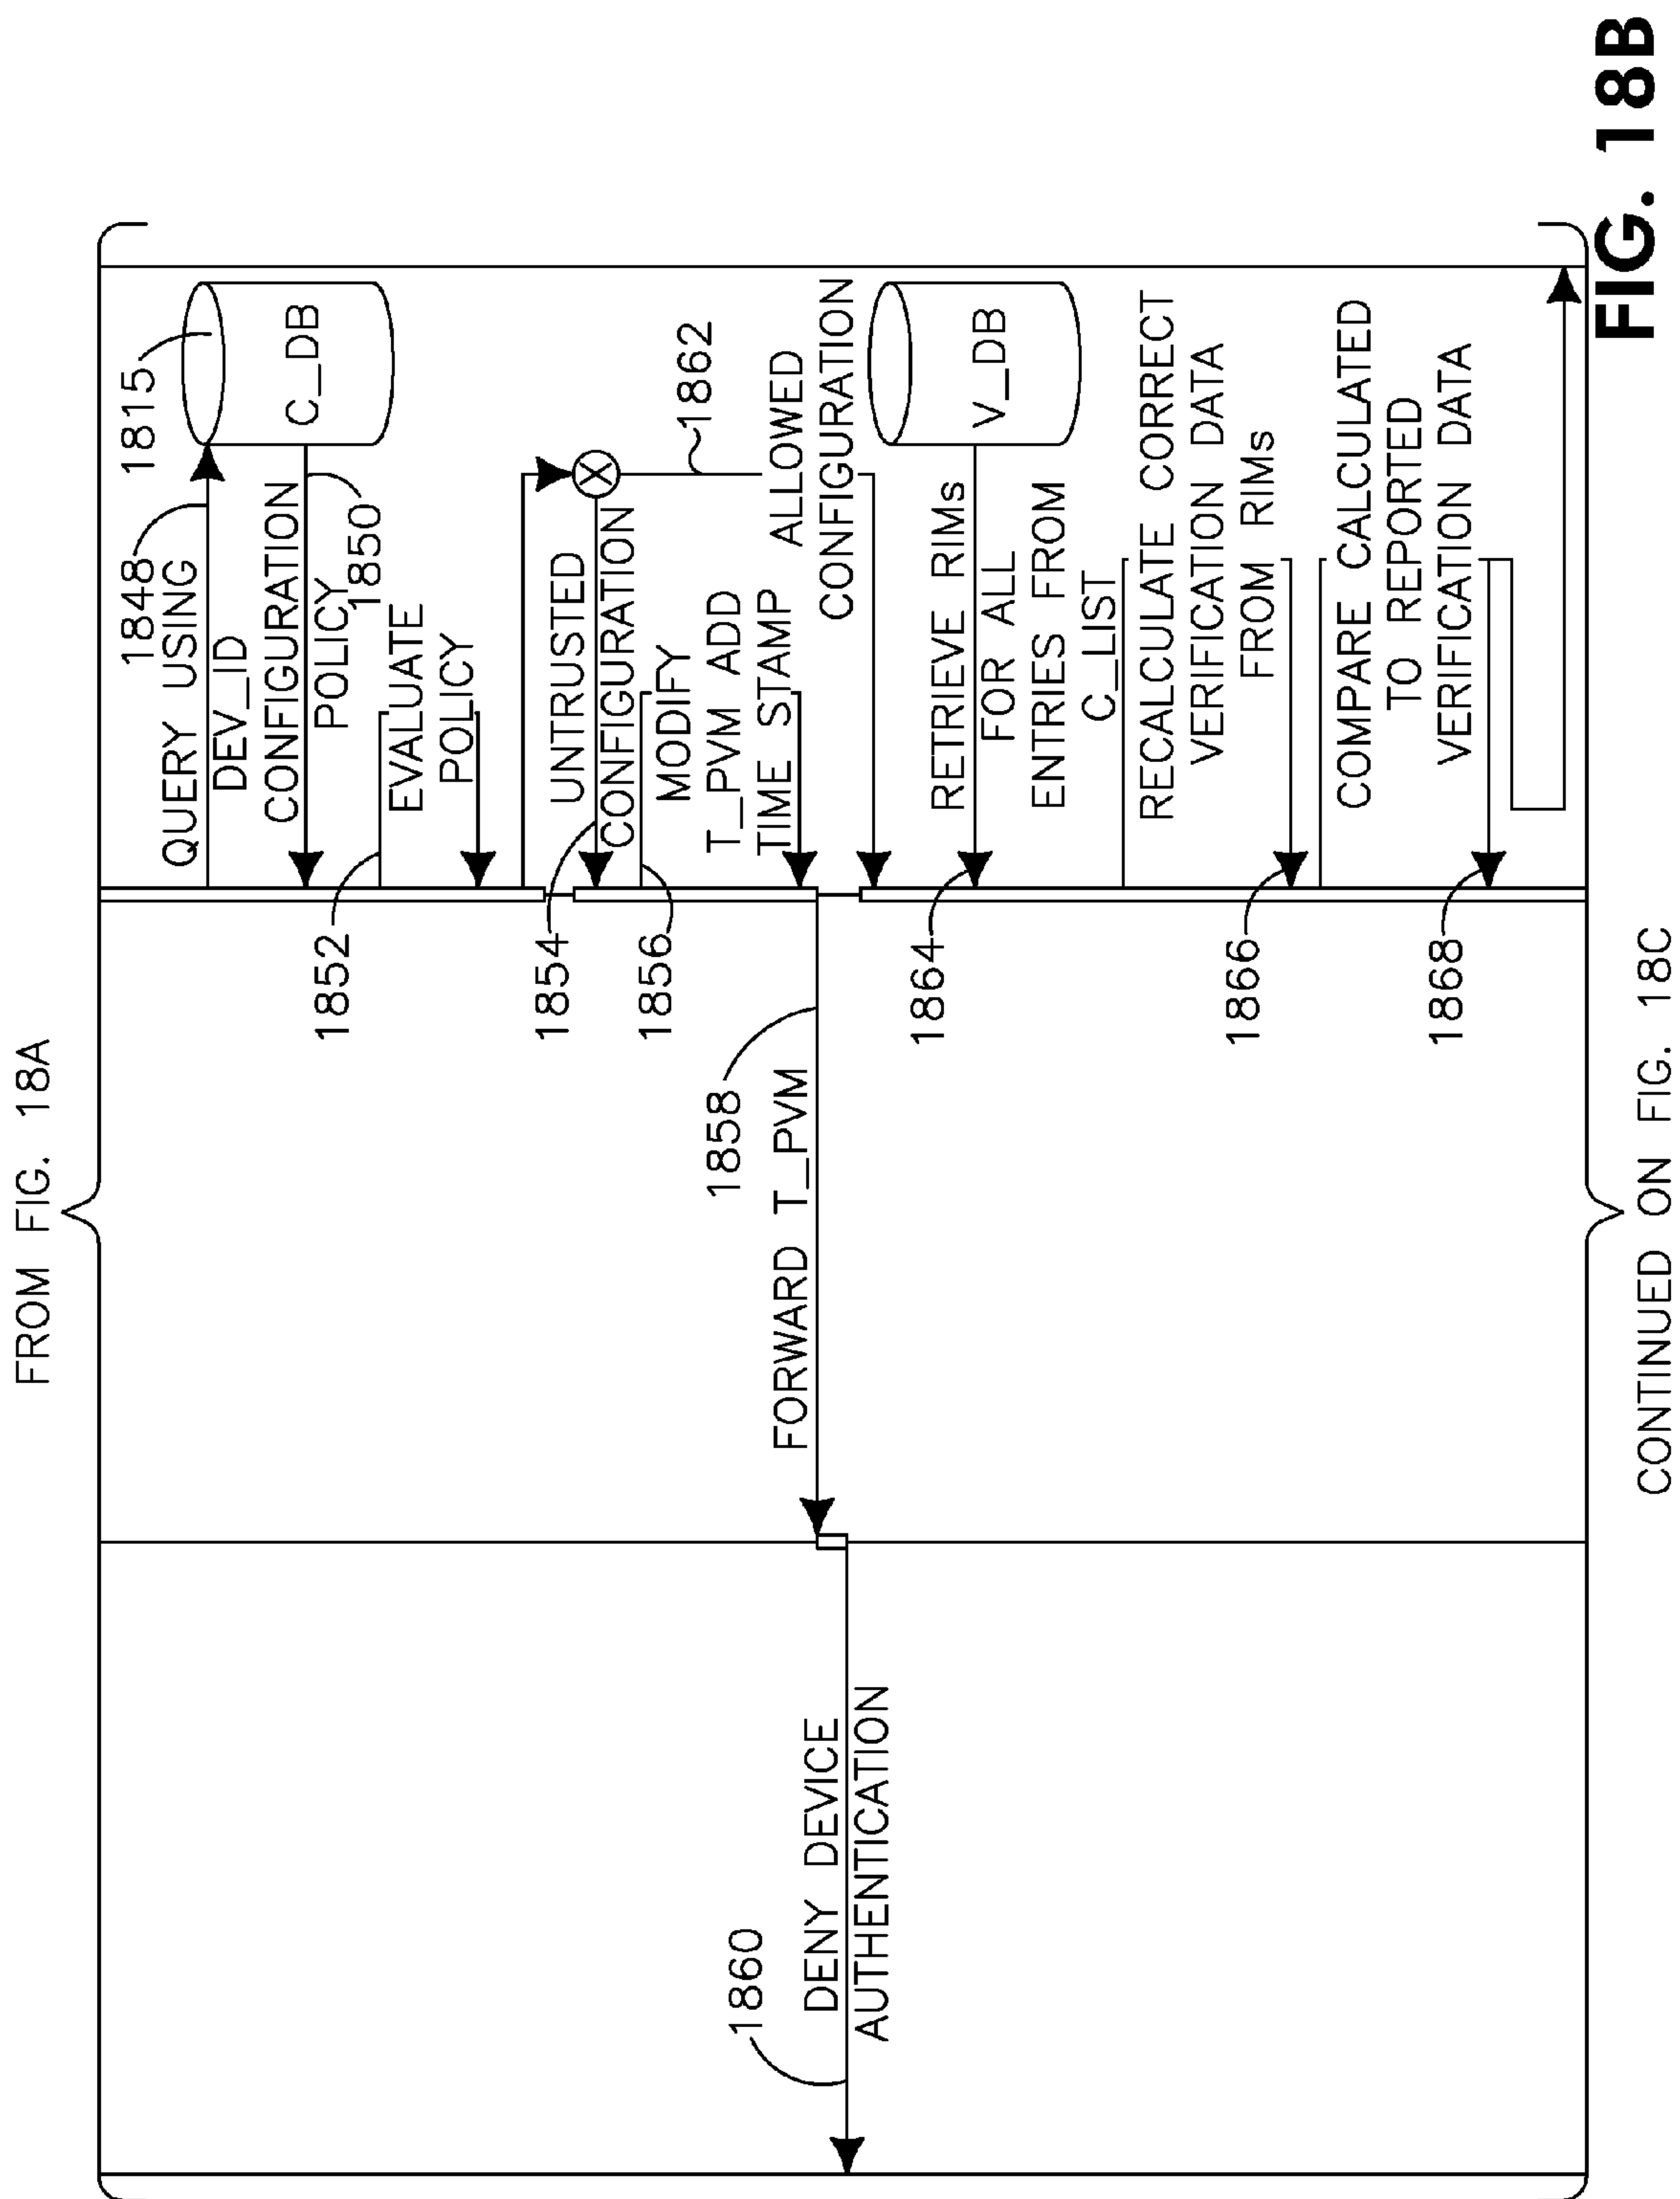 FROM FIG. 18A
1848
QUERY USING
DEV_ID
1815
C_DB
CONFIGURATION
POLICY
1850
1852
EVALUATE
POLICY
1854
UNTRUSTED
CONFIGURATION
1856
MODIFY
T_PVM ADD
TIME STAMP
1862
ALLOWED
CONFIGURATION
1858
FORWARD T_PVM
1860
DENY DEVICE
AUTHENTICATION
1864
RETRIEVE RIMs
FOR ALL
ENTRIES FROM
C_LIST
V_DB
1866
RECALCULATE CORRECT
VERIFICATION DATA
FROM RIMs
1868
COMPARE CALCULATED
TO REPORTED
VERIFICATION DATA
CONTINUED ON FIG. 18C
FIG. 18B